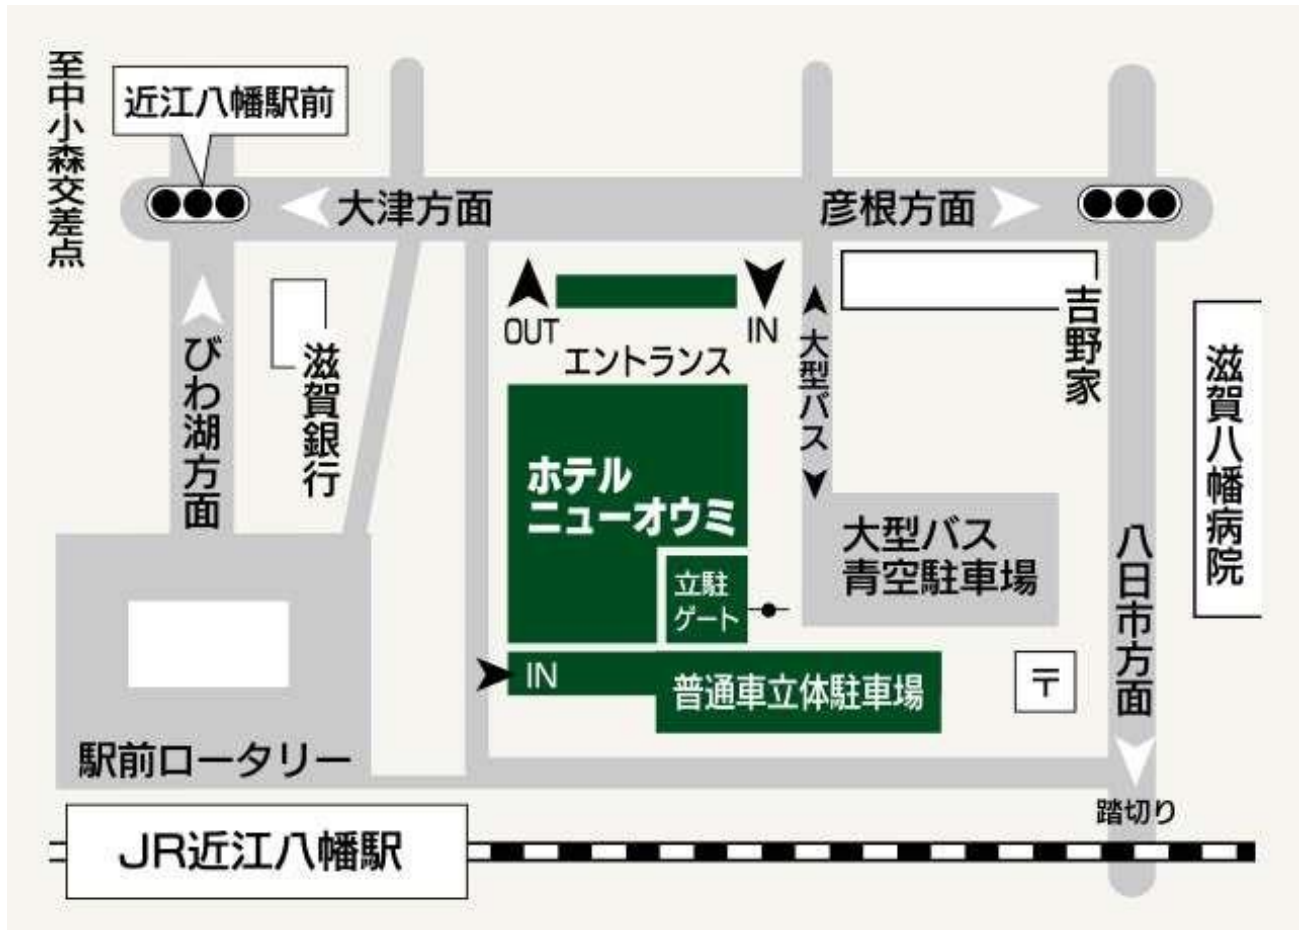 至中小森交差点
近江八幡駅前
大津方面
彦根方面
OUT
IN
エントランス
大型バス
吉野家
滋賀八幡病院
びわ湖方面
滋賀銀行
ホテル
ニューオウミ
立駐
ゲート
大型バス
青空駐車場
八日市方面
IN
普通車立体駐車場
〒
駅前ロータリー
踏切り
JR近江八幡駅